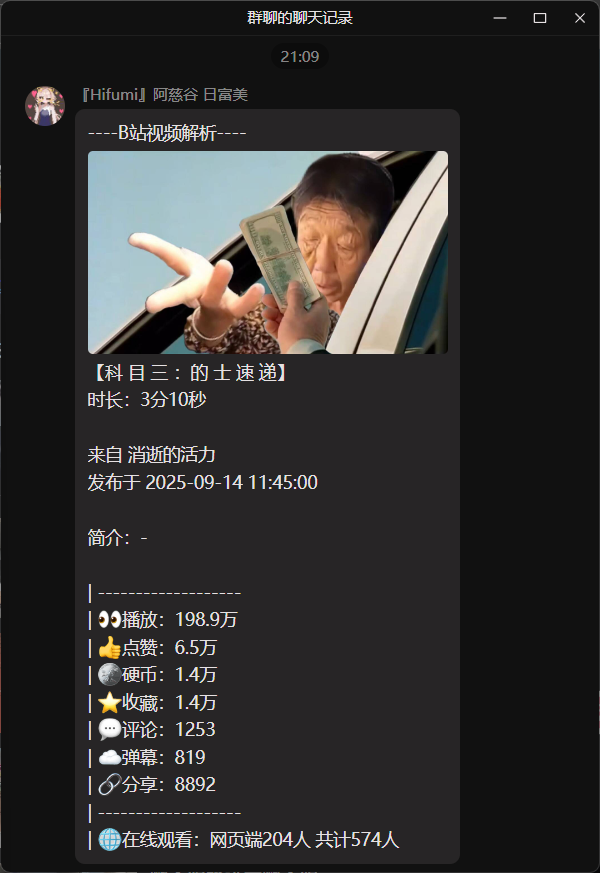 群聊的聊天记录
21:09
『Hifumi』阿慈谷 日富美
----B站视频解析----
【科 目 三 ：的 士 速 递】
时长：3分10秒
来自 消逝的活力
发布于 2025-09-14 11:45:00
简介：-
| -------------------
| 👀播放：198.9万
| 👍点赞：6.5万
| 🪙硬币：1.4万
| ⭐收藏：1.4万
| 💬评论：1253
| ☁️弹幕：819
| 🔗分享：8892
| -------------------
| 🌐在线观看：网页端204人 共计574人